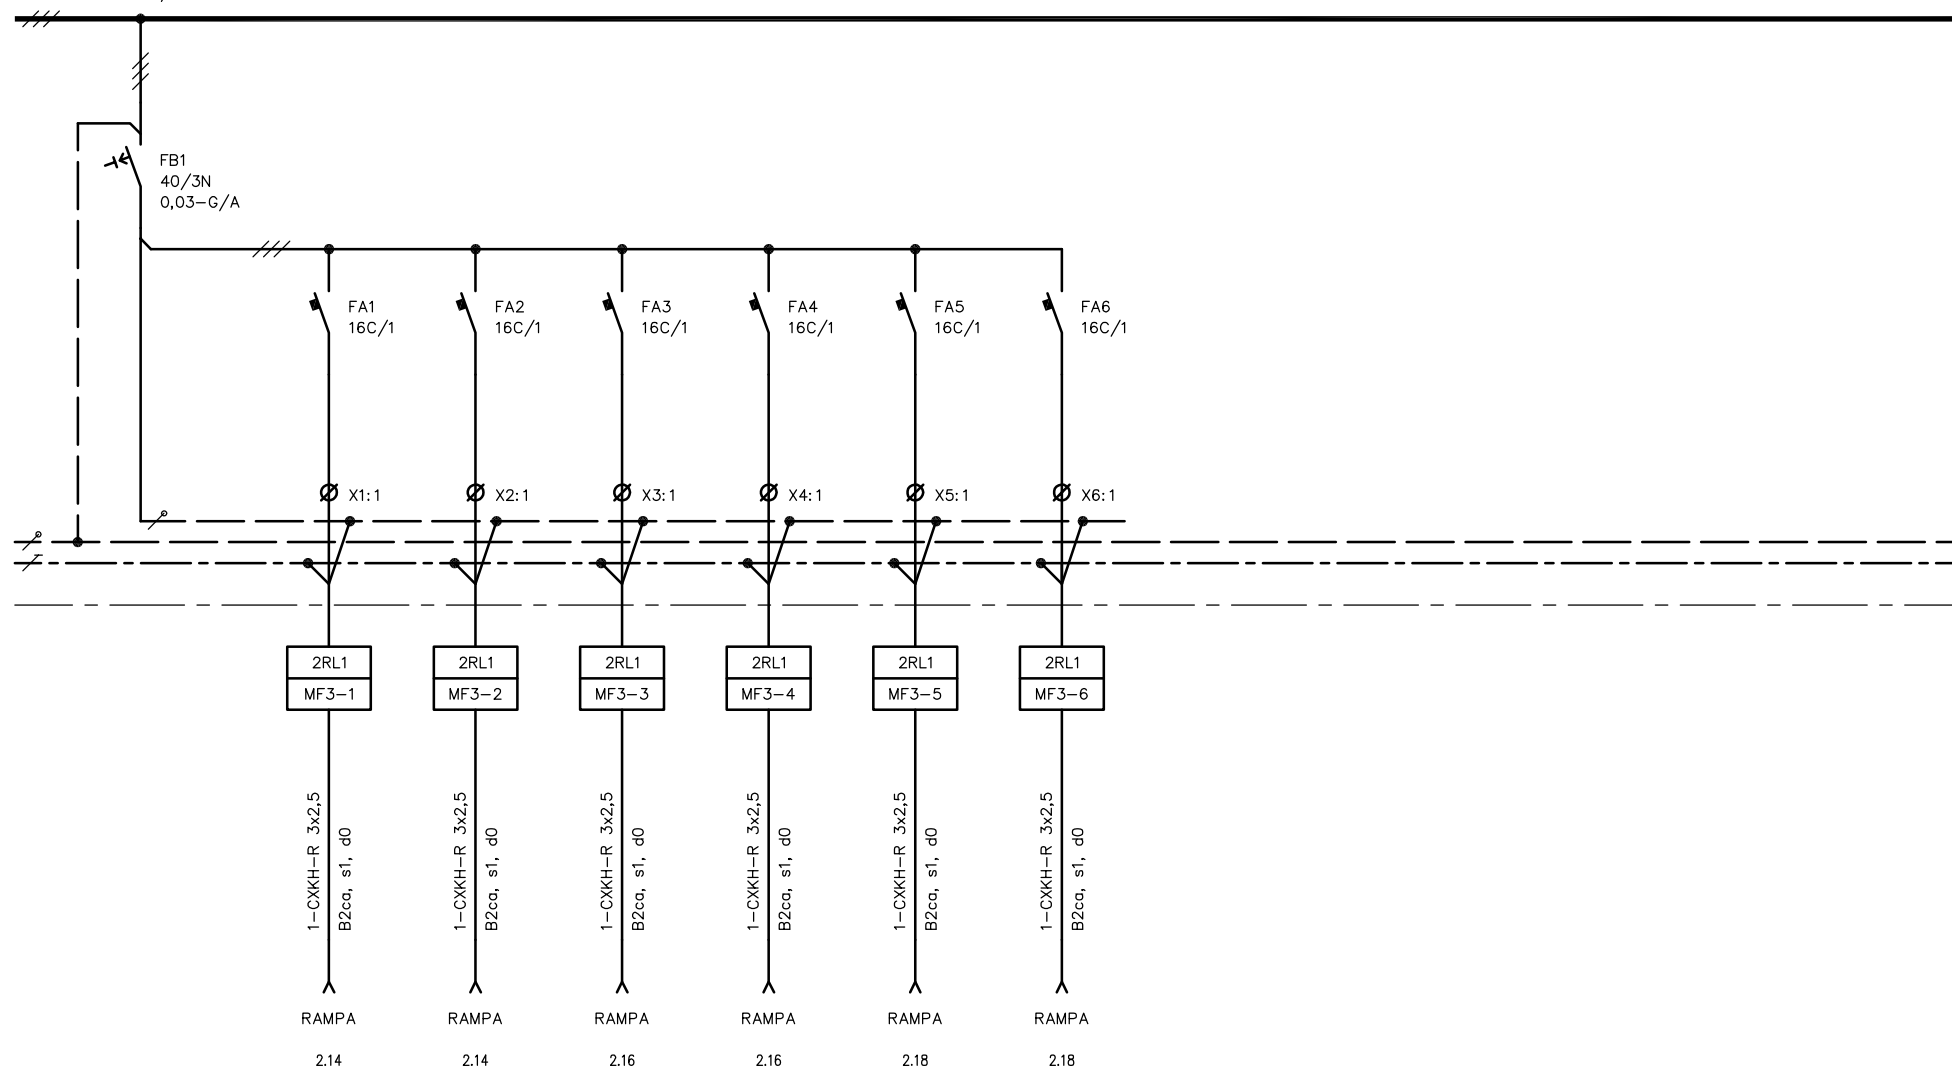 FB1
40/3N
0,03-G/A
FA1
16C/1
FA2
16C/1
FA3
16C/1
FA4
16C/1
FA5
16C/1
FA6
16C/1
X1:1
X2:1
X3:1
X4:1
X5:1
X6:1
2RL1
MF3-1
2RL1
MF3-2
2RL1
MF3-3
2RL1
MF3-4
2RL1
MF3-5
2RL1
MF3-6
1-CXKH-R 3x2,5
B2ca, s1, d0
1-CXKH-R 3x2,5
B2ca, s1, d0
1-CXKH-R 3x2,5
B2ca, s1, d0
1-CXKH-R 3x2,5
B2ca, s1, d0
1-CXKH-R 3x2,5
B2ca, s1, d0
1-CXKH-R 3x2,5
B2ca, s1, d0
RAMPA
2.14
RAMPA
2.14
RAMPA
2.16
RAMPA
2.16
RAMPA
2.18
RAMPA
2.18